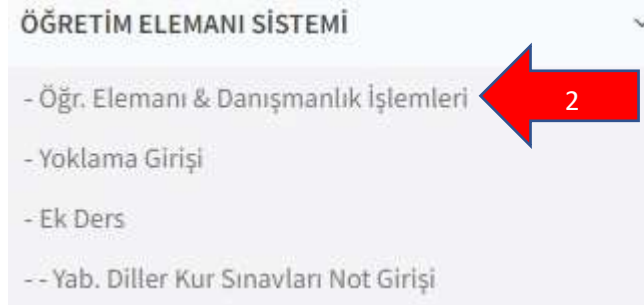 ÖĞRETİM ELEMANI SİSTEMİ
- Öğr. Elemanı & Danışmanlık İşlemleri
2
- Yoklama Girişi
- Ek Ders
- - Yab. Diller Kur Sınavları Not Girişi